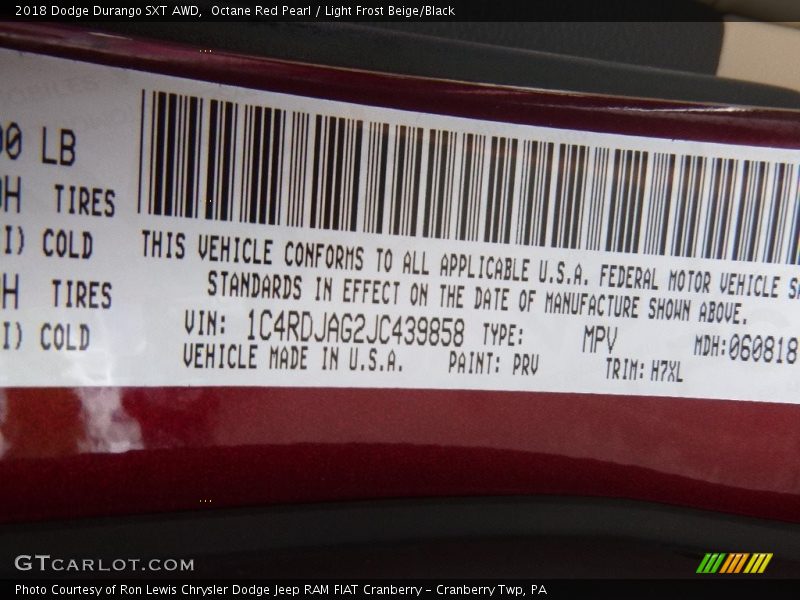 2018 Dodge Durango SXT AWD, Octane Red Pearl / Light Frost Beige/Black
LB
TIRES
COLD
TIRES
COLD
THIS VEHICLE CONFORMS TO ALL APPLICABLE U.S.A. FEDERAL MOTOR VEHICLE
STANDARDS IN EFFECT ON THE DATE OF MANUFACTURE SHOWN ABOVE.
VIN: 1C4RDJAG2JC439858 TYPE: MPV MDH:060818
VEHICLE MADE IN U.S.A. PAINT: PRV TRIM: H7XL
GTCARLOT.COM
Photo Courtesy of Ron Lewis Chrysler Dodge Jeep RAM FIAT Cranberry - Cranberry Twp, PA